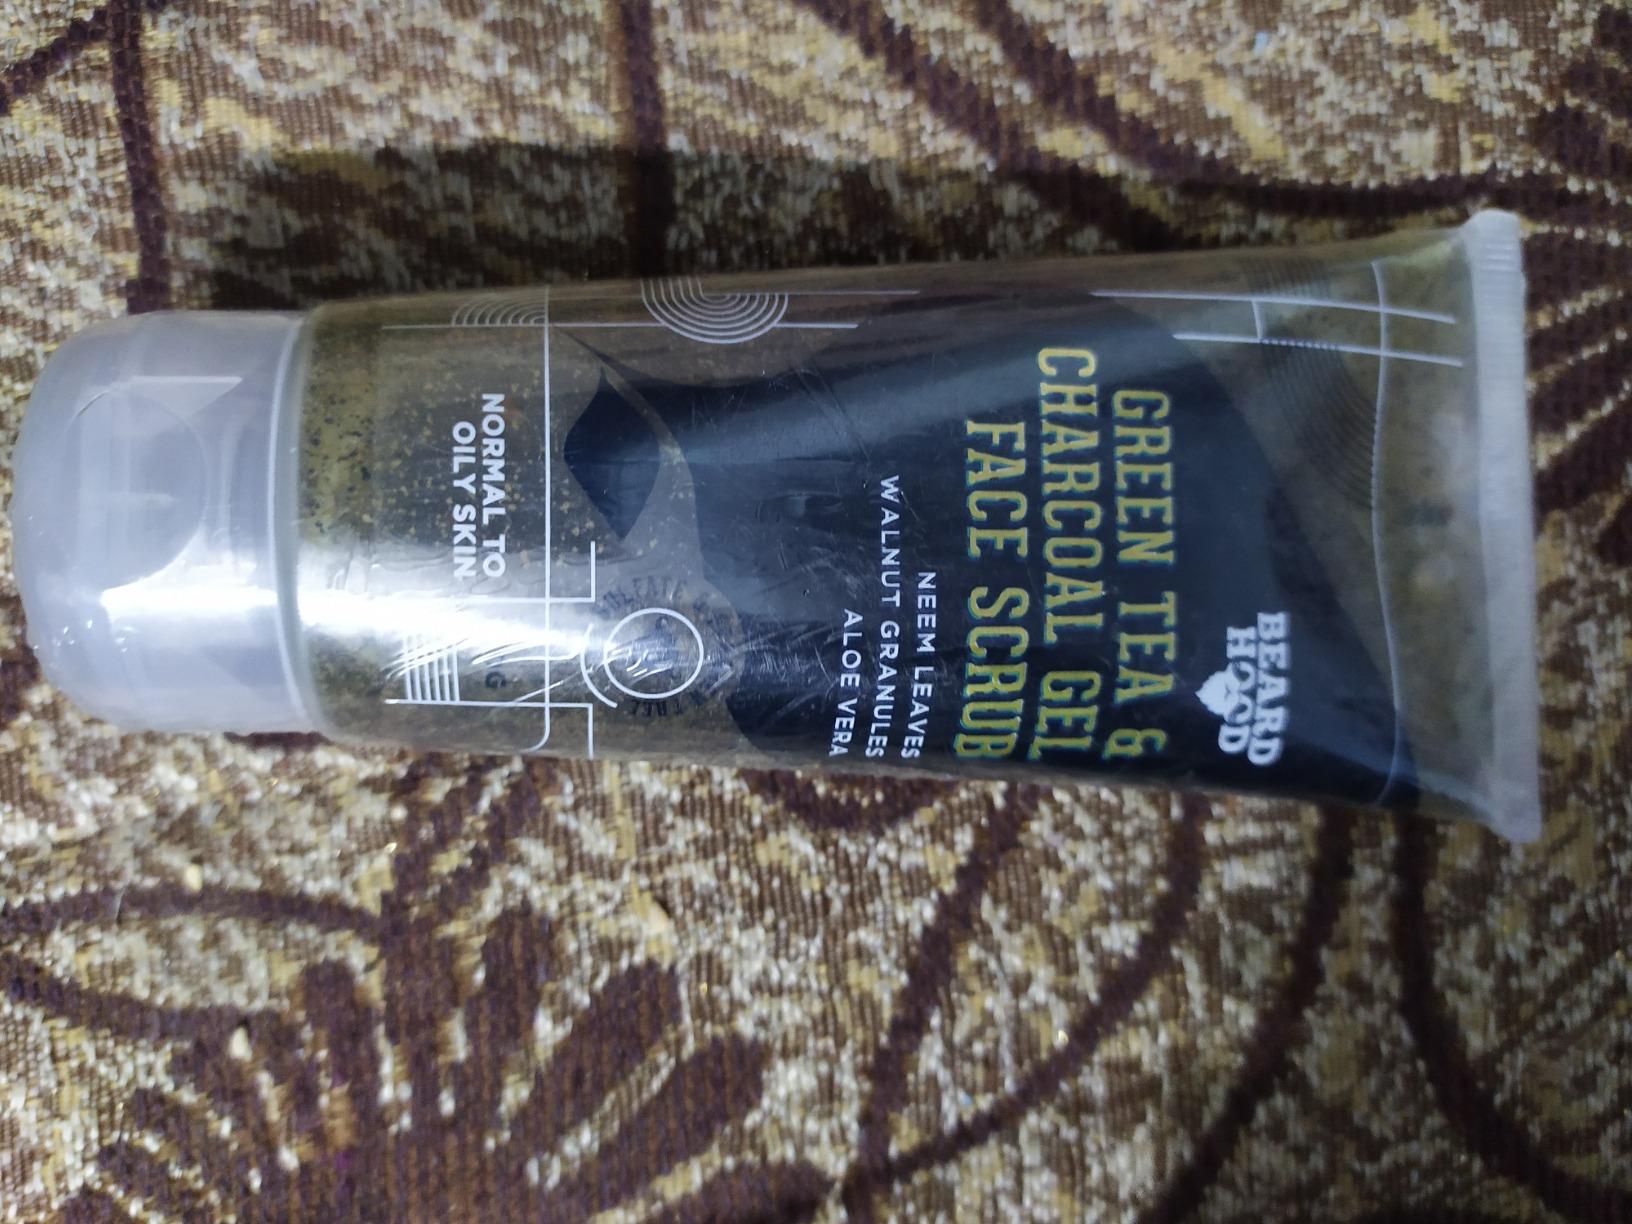 BEARD
HOOD
GREEN TEA &
CHARCOAL GEL
FACE SCRUB
NEEM LEAVES
WALNUT GRANULES
ALOE VERA
NORMAL TO
OILY SKIN